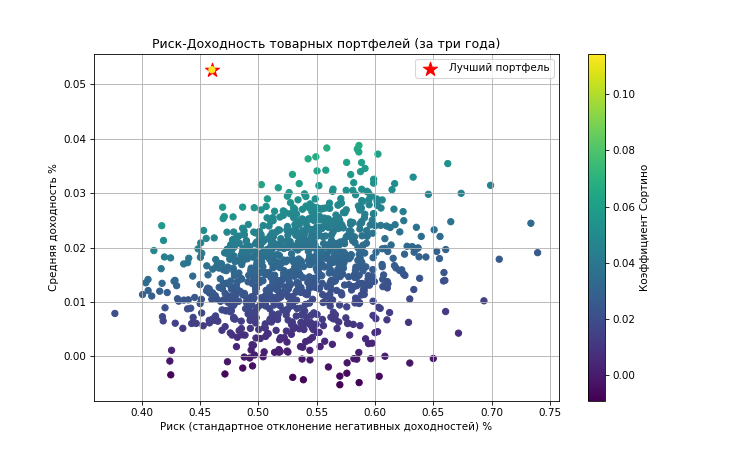 Риск-Доходность товарных портфелей (за три года)
Лучший портфель
Средняя доходность %
0.05
0.04
0.03
0.02
0.01
0.00
0.40 0.45 0.50 0.55 0.60 0.65 0.70 0.75
Риск (стандартное отклонение негативных доходностей) %
0.10
0.08
0.06
0.04
0.02
0.00
Коэффициент Сортино